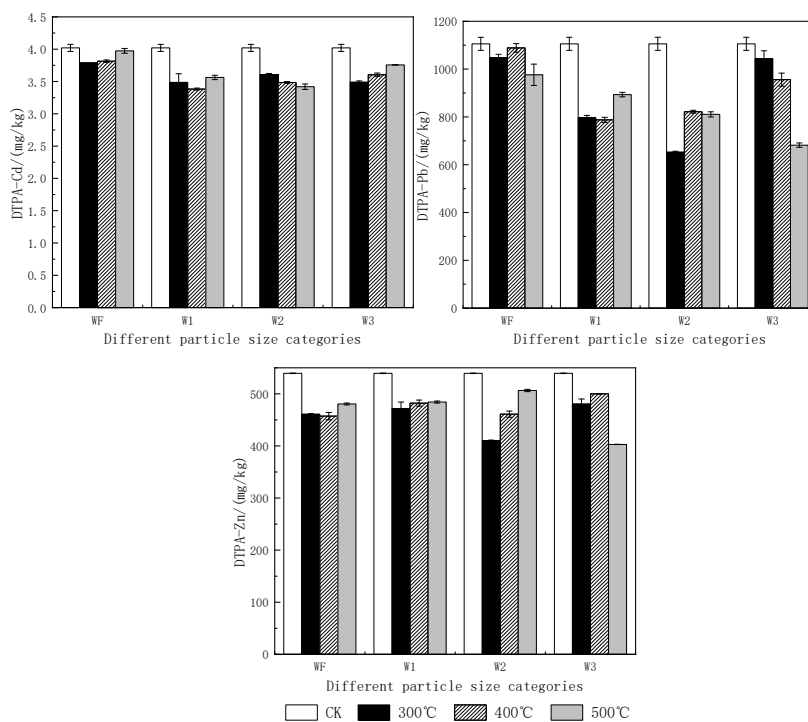 DTPA-Cd/(mg/kg)
4.5
4.0
3.5
3.0
2.5
2.0
1.5
1.0
0.5
0.0
WF W1 W2 W3
Different particle size categories
DTPA-Pb/(mg/kg)
1200
1000
800
600
400
200
0
WF W1 W2 W3
Different particle size categories
DTPA-Zn/(mg/kg)
500
400
300
200
100
0
WF W1 W2 W3
Different particle size categories
CK 300℃ 400℃ 500℃